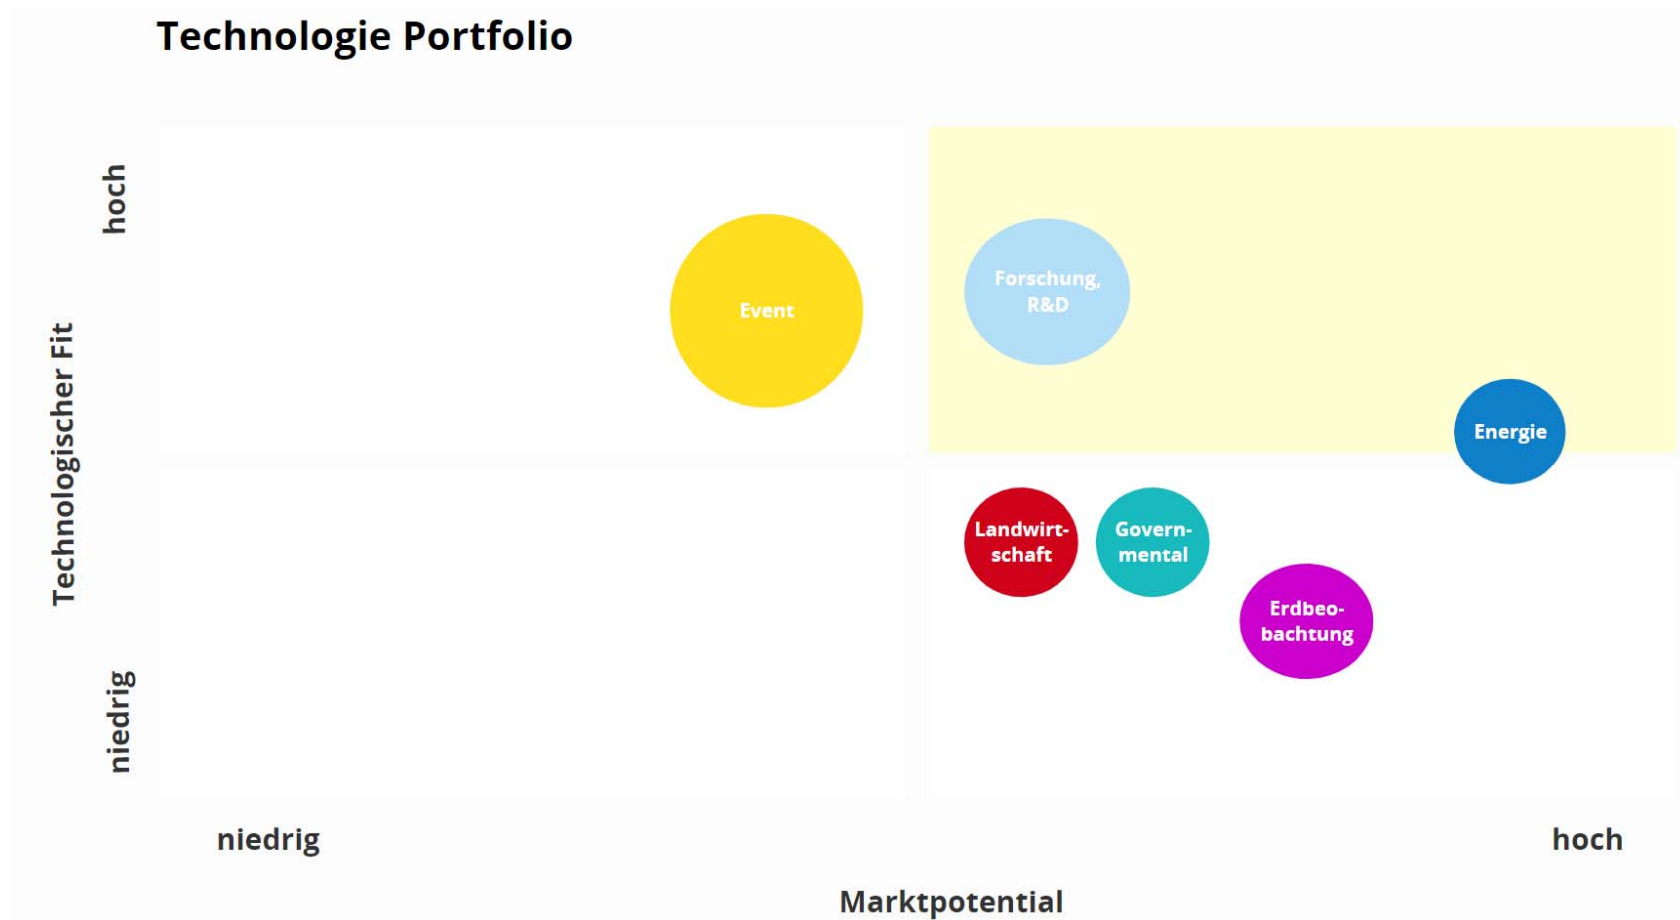 Technologie Portfolio
hoch
Technologischer Fit
niedrig
Event
Forschung,
R&D
Energie
Landwirt-
schaft
Govern-
mental
Erdbeo-
bachtung
niedrig
hoch
Marktpotential